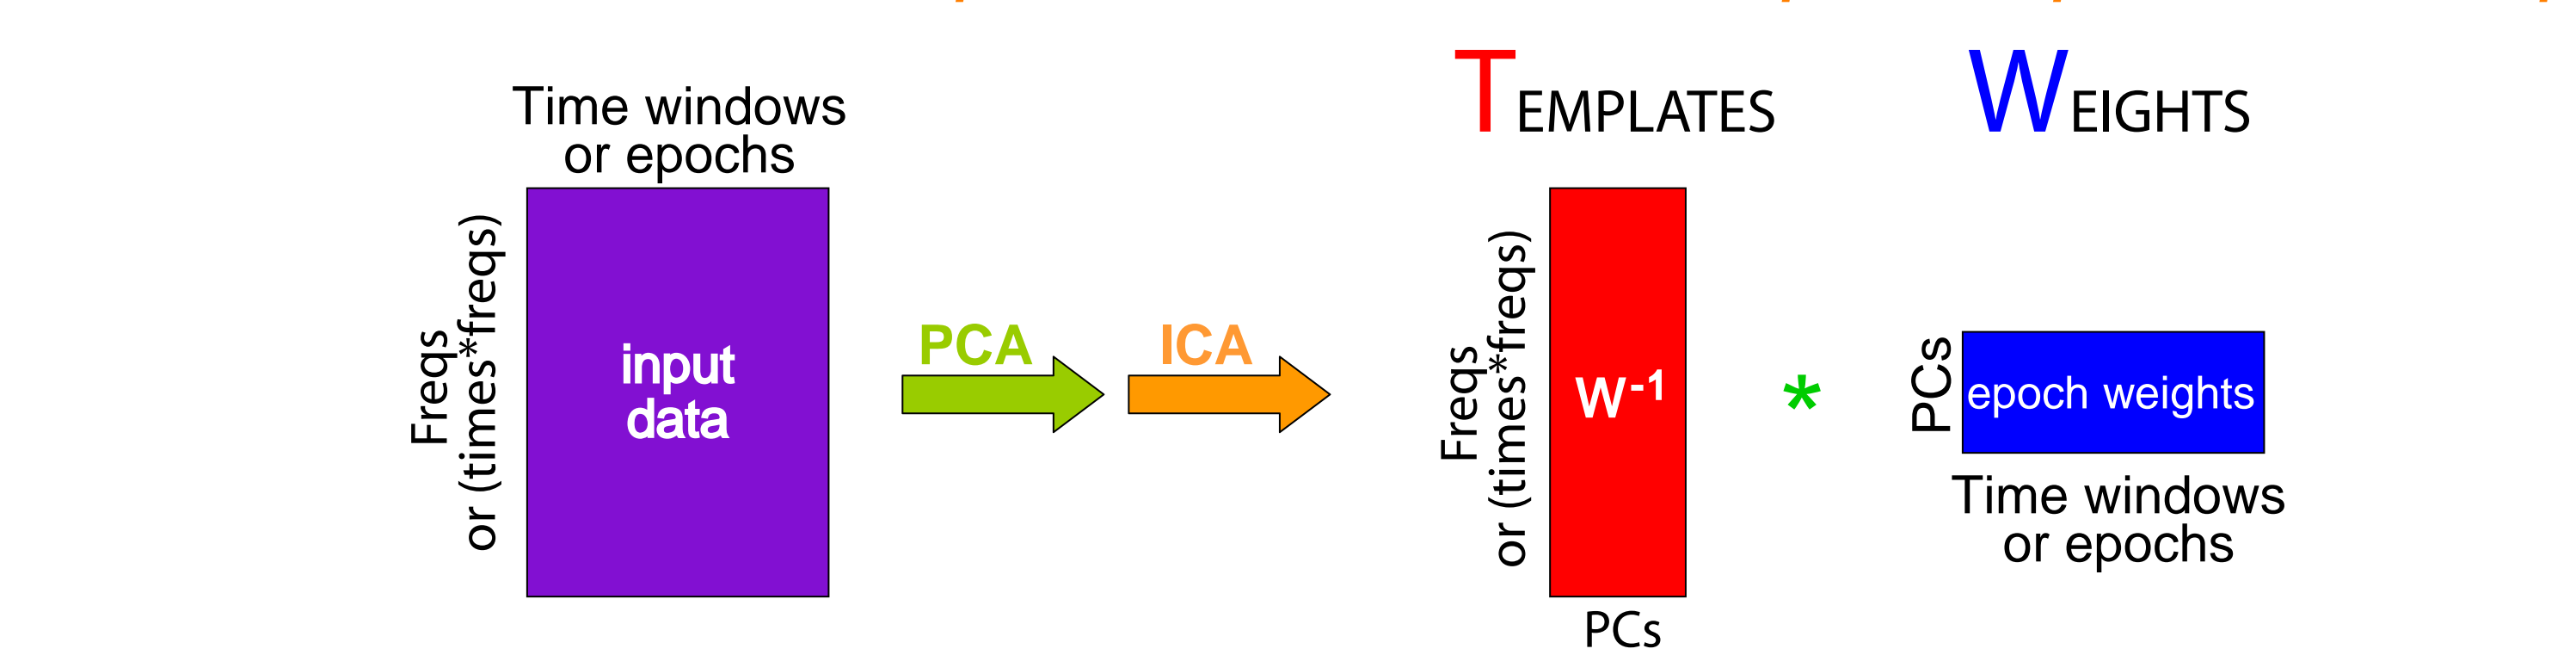 TEMPLATES
WEIGHTS
Time windows
or epochs
Freqs
or (times*freqs)
input
data
PCA
ICA
Freqs
or (times*freqs)
W-1
PCs
*
PCs
epoch weights
Time windows
or epochs